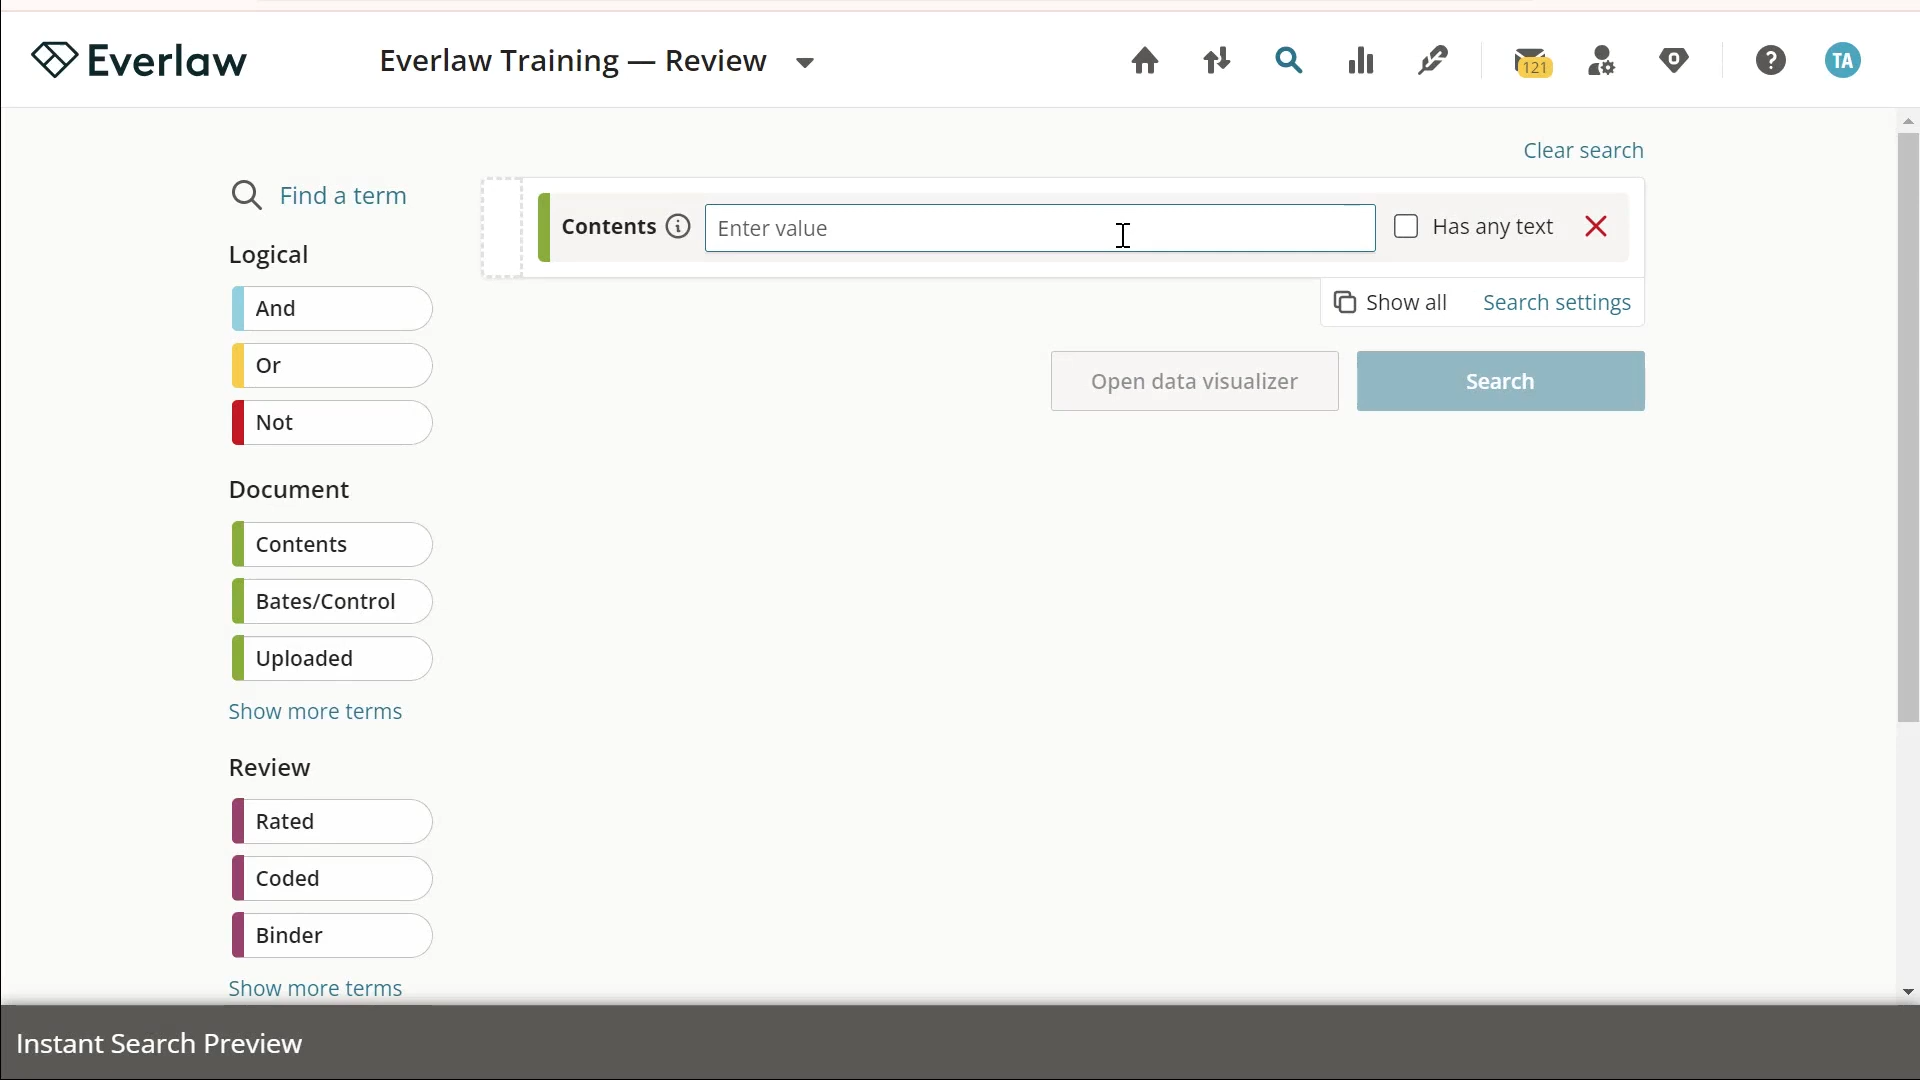 Everlaw
Everlaw Training — Review
121
TA
Clear search
Find a term
Contents
Enter value
Has any text
Logical
Show all
Search settings
And
Or
Open data visualizer
Search
Not
Document
Contents
Bates/Control
Uploaded
Show more terms
Review
Rated
Coded
Binder
Show more terms
Instant Search Preview